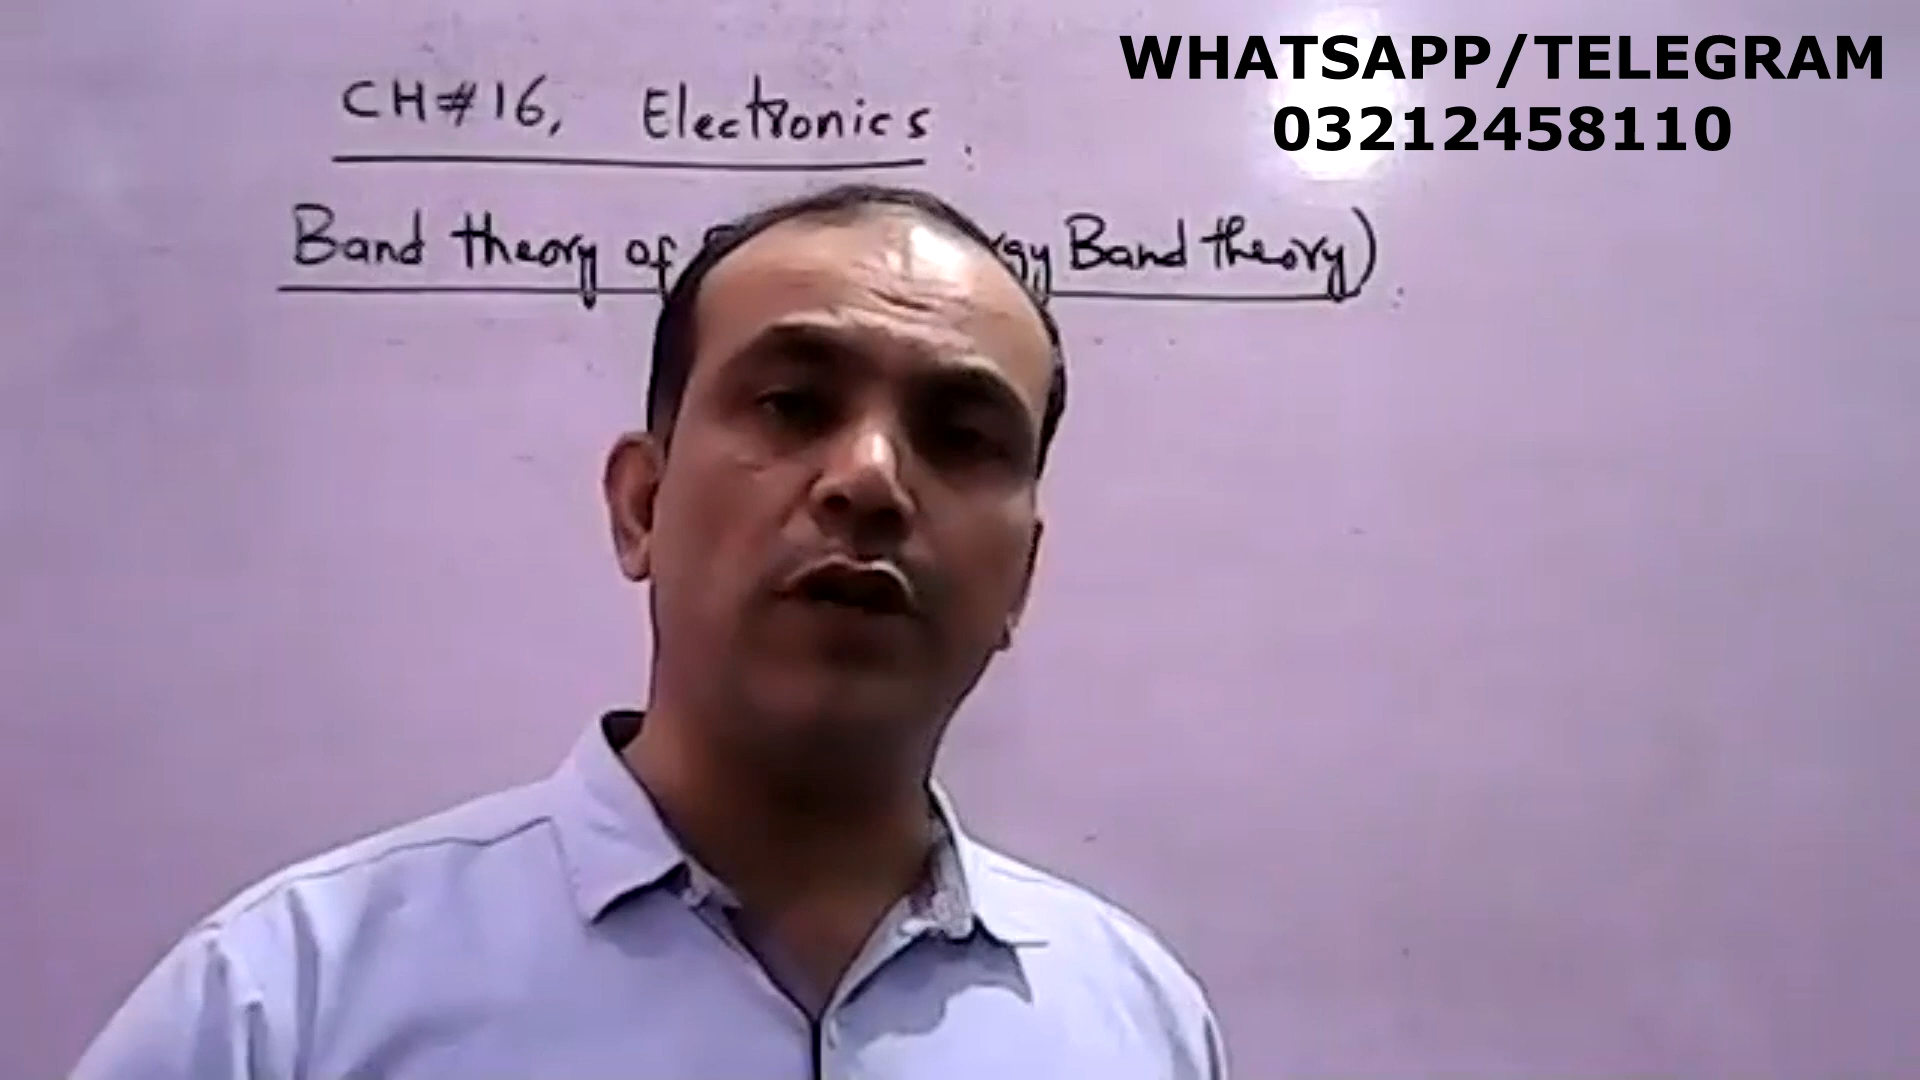 WHATSAPP/TELEGRAM
03212458110
CH#16, Electronics
Band theory of Band theory)